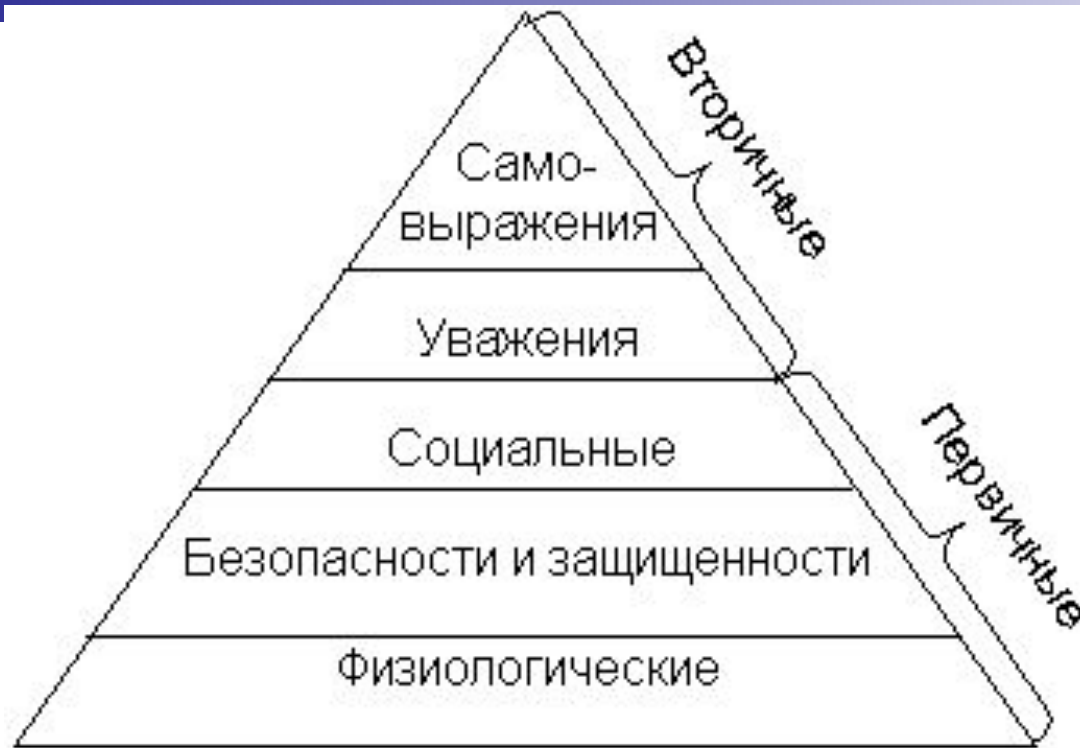 Само-
выражения
Уважения
Социальные
Безопасности и защищенности
Физиологические
Вторичные
Первичные